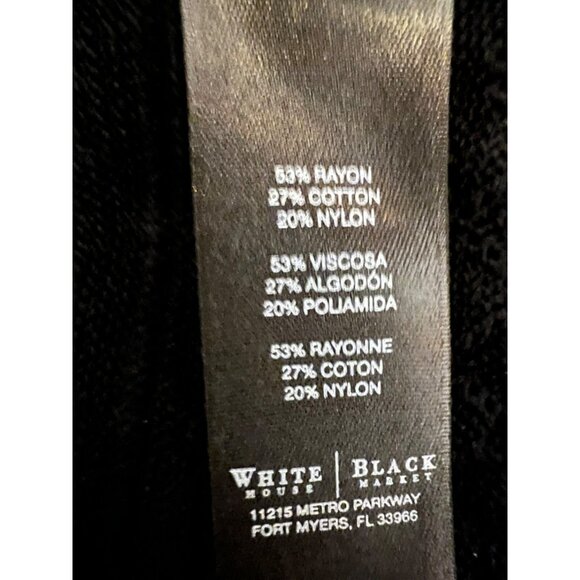 53% RAYON
27% COTTON
20% NYLON
53% VISCOSA
27% ALGODÓN
20% POLIAMIDA
53% RAYONNE
27% COTON
20% NYLON
WHITE | BLACK
HOUSE MARKET
11215 METRO PARKWAY
FORT MYERS, FL 33966